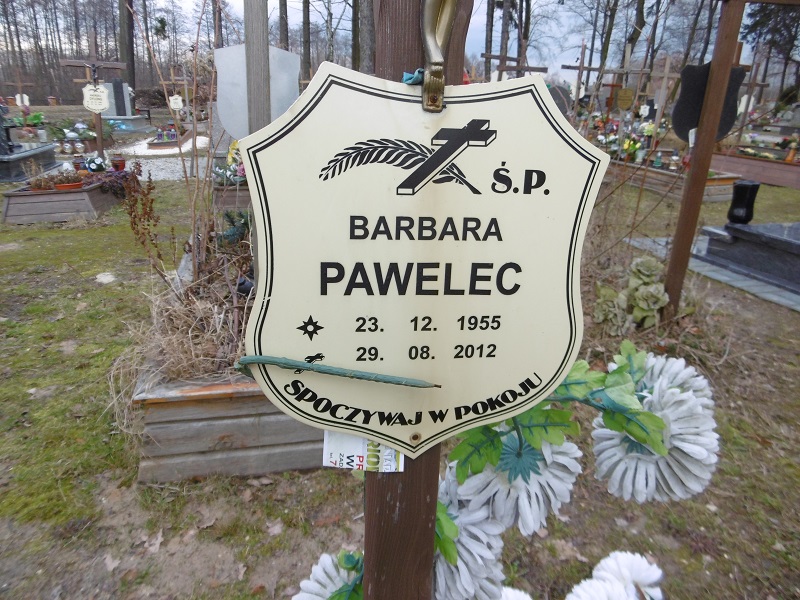 Ś.P.
BARBARA
PAWELEC
23. 12. 1955
29. 08. 2012
SPOCZYWAJ W POKOJU